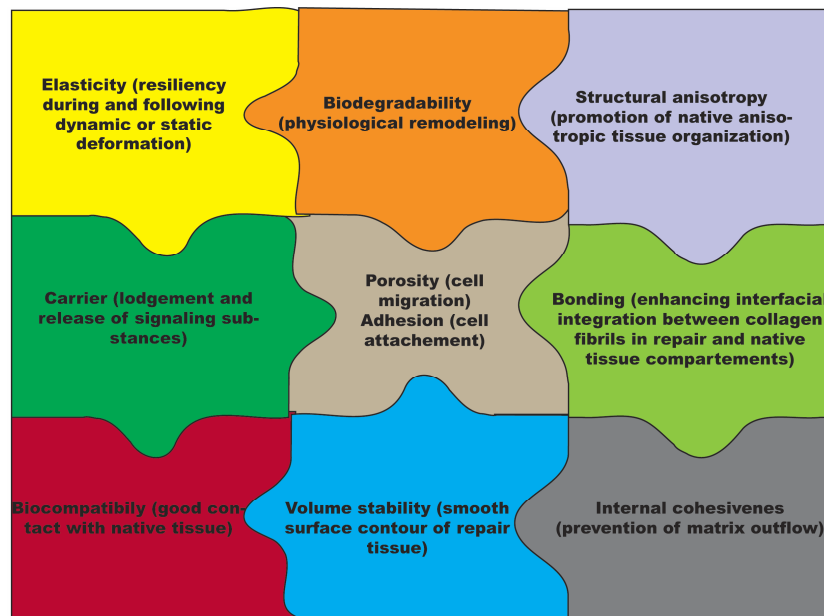 Elasticity (resiliency
during and following
dynamic or static
deformation)
Biodegradability
(physiological remodeling)
Structural anisotropy
(promotion of native aniso-
tropic tissue organization)
Carrier (lodgement and
release of signaling sub-
stances)
Porosity (cell
migration)
Adhesion (cell
attachement)
Bonding (enhancing interfacial
integration between collagen
fibrils in repair and native
tissue compartements)
Biocompatibily (good con-
tact with native tissue)
Volume stability (smooth
surface contour of repair
tissue)
Internal cohesivenes
(prevention of matrix outflow)